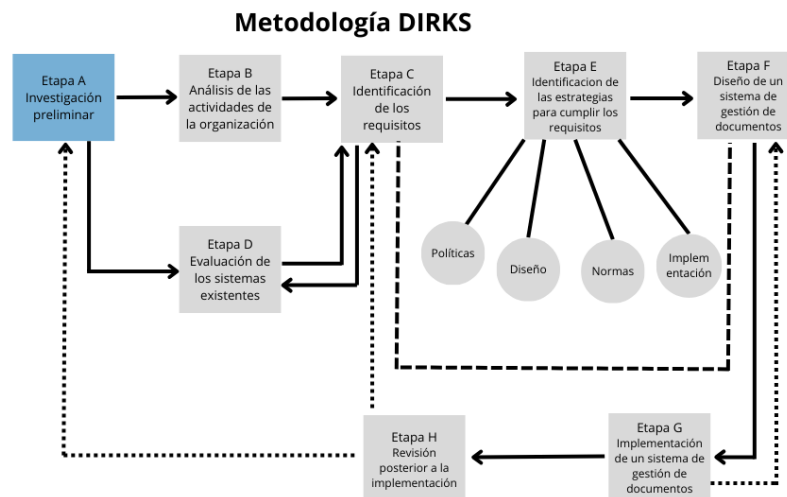 Metodología DIRKS
Etapa A
Investigación
preliminar
Etapa B
Análisis de las
actividades de
la organización
Etapa C
Identificación
de los
requisitos
Etapa E
Identificacion de
las estrategias
para cumplir los
requisitos
Etapa F
Diseño de un
sistema de
gestión de
documentos
Etapa D
Evaluación de
los sistemas
existentes
Políticas
Diseño
Normas
Implem
entación
Etapa H
Revisión
posterior a la
implementación
Etapa G
Implementación
de un sistema de
gestión de
documentos